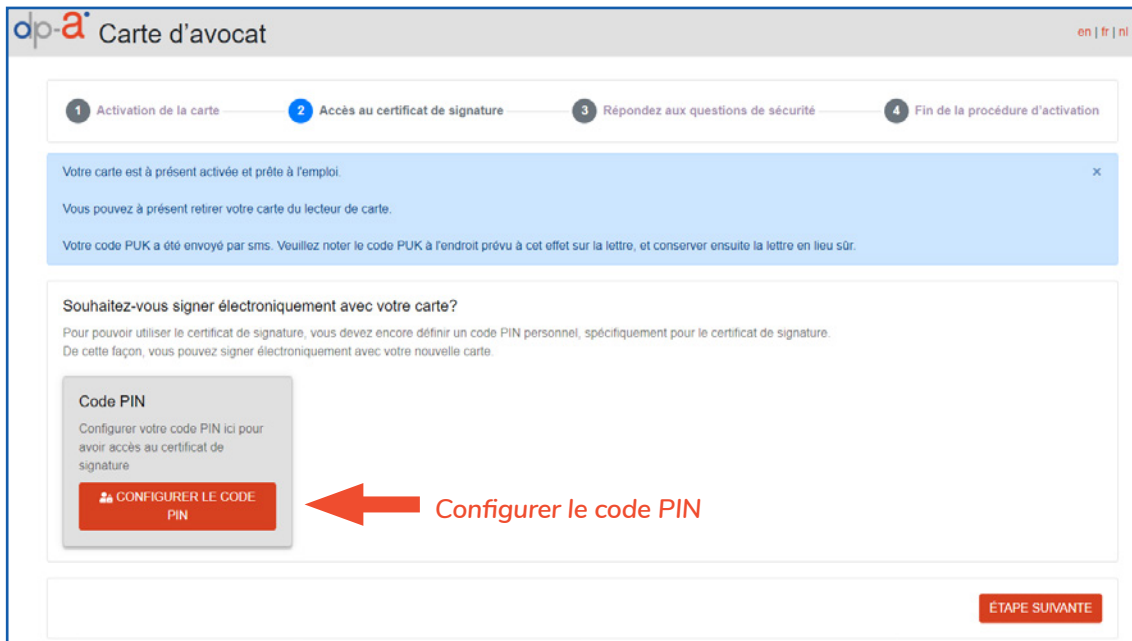 dp-a Carte d'avocat
en | fr | nl
1 Activation de la carte
2 Accès au certificat de signature
3 Répondez aux questions de sécurité
4 Fin de la procédure d'activation
Votre carte est à présent activée et prête à l'emploi.
×
Vous pouvez à présent retirer votre carte du lecteur de carte.
Votre code PUK a été envoyé par sms. Veuillez noter le code PUK à l'endroit prévu à cet effet sur la lettre, et conserver ensuite la lettre en lieu sûr.
Souhaitez-vous signer électroniquement avec votre carte?
Pour pouvoir utiliser le certificat de signature, vous devez encore définir un code PIN personnel, spécifiquement pour le certificat de signature.
De cette façon, vous pouvez signer électroniquement avec votre nouvelle carte.
Code PIN
Configurer votre code PIN ici pour
avoir accès au certificat de
signature
CONFIGURER LE CODE
PIN
Configurer le code PIN
ÉTAPE SUIVANTE